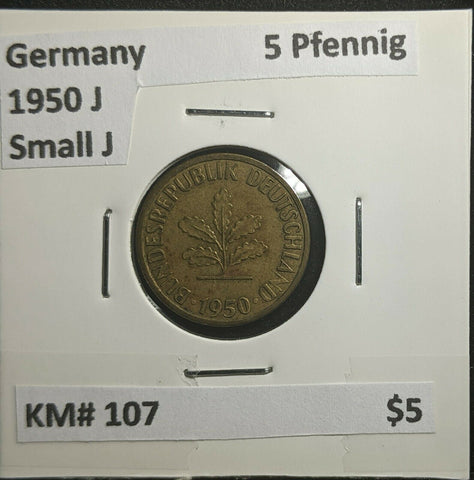 Germany 5 Pfennig
1950 J
Small J
BUNDESREPUBLIK DEUTSCHLAND
·1950·
KM# 107 $5